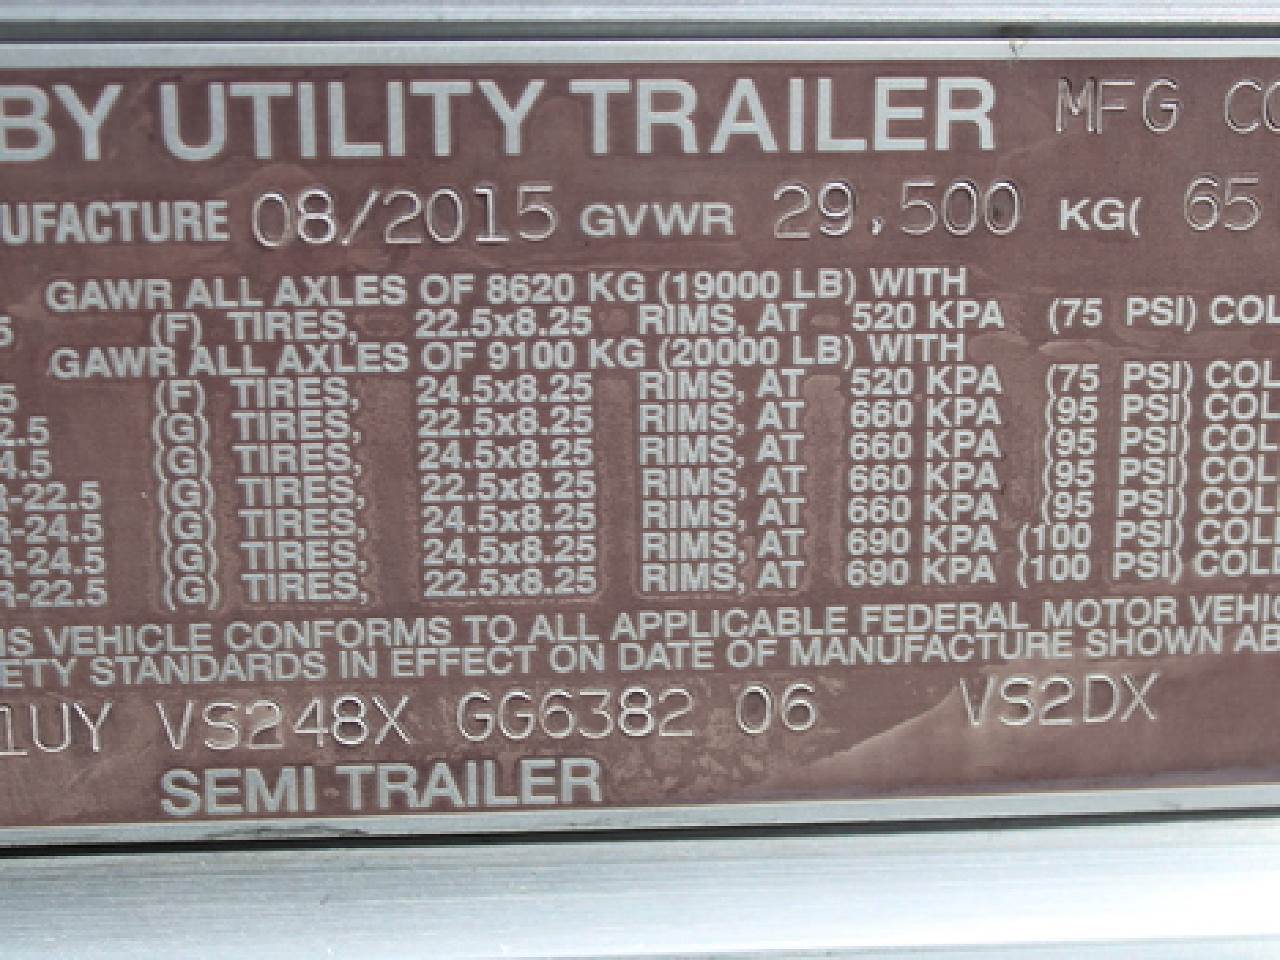 BY UTILITY TRAILER MFG CO
UFACTURE 08/2015 GVWR 29,500 KG( 65
GAWR ALL AXLES OF 8620 KG (19000 LB) WITH
5 (F) TIRES, 22.5x8.25 RIMS, AT 520 KPA (75 PSI) COL
GAWR ALL AXLES OF 9100 KG (20000 LB) WITH
5 (F) TIRES, 24.5x8.25 RIMS, AT 520 KPA (75 PSI) COL
2.5 (G) TIRES, 22.5x8.25 RIMS, AT 660 KPA (95 PSI) COL
4.5 (G) TIRES, 24.5x8.25 RIMS, AT 660 KPA (95 PSI) COL
R-22.5 (G) TIRES, 22.5x8.25 RIMS, AT 660 KPA (95 PSI) COL
R-24.5 (G) TIRES, 24.5x8.25 RIMS, AT 660 KPA (95 PSI) COL
R-24.5 (G) TIRES, 24.5x8.25 RIMS, AT 690 KPA (100 PSI) COLD
R-22.5 (G) TIRES, 22.5x8.25 RIMS, AT 690 KPA (100 PSI) COLD
IS VEHICLE CONFORMS TO ALL APPLICABLE FEDERAL MOTOR VEHIC
ETY STANDARDS IN EFFECT ON DATE OF MANUFACTURE SHOWN AB
1UY VS248X GG6382 06 VS2DX
SEMI TRAILER